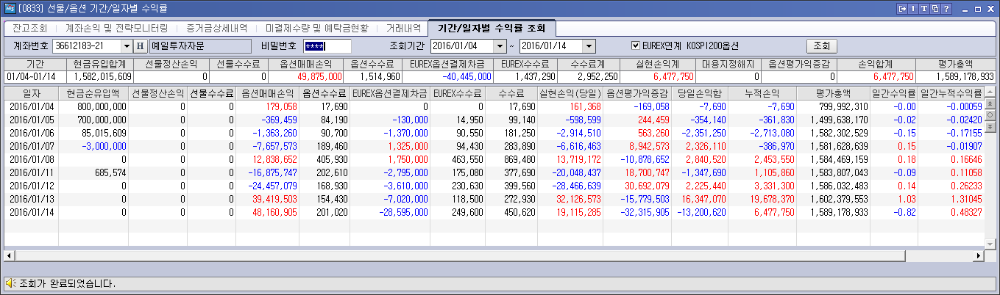 [0833] 선물/옵션 기간/일자별 수익률
잔고조회 계좌손익 및 전략모니터링 증거금상세내역 미결제수량 및 예탁금현황 거래내역 기간/일자별 수익률 조회
계좌번호 36612183-21 H 예일투자자문 비밀번호 **** 조회기간 2016/01/04 ~ 2016/01/14 EUREX연계 KOSPI200옵션 조회
기간 현금유입합계 선물정산손익 선물수수료 옵션매매손익 옵션수수료 EUREX옵션결제차금 EUREX수수료 수수료계 실현손익계 대용지정해지 옵션평가익증감 손익합계 평가총액
01/04~01/14 1,582,015,609 0 0 49,875,000 1,514,960 -40,445,000 1,437,290 2,952,250 6,477,750 0 0 6,477,750 1,589,178,933
일자 현금순유입액 선물정산손익 선물수수료 옵션매매손익 옵션수수료 EUREX옵션결제차금 EUREX수수료 수수료 실현손익(당일) 옵션평가익증감 당일손익합 누적손익 평가총액 일간수익률 일간누적수익률
2016/01/04 800,000,000 0 0 179,058 17,690 0 0 17,690 161,368 -169,058 -7,690 -7,690 799,992,310 -0.00 -0.00059
2016/01/05 700,000,000 0 0 -369,459 84,190 -130,000 14,950 99,140 -598,599 244,459 -354,140 -361,830 1,499,638,170 -0.02 -0.02420
2016/01/06 85,015,609 0 0 -1,363,260 90,700 -1,370,000 90,550 181,250 -2,914,510 563,260 -2,351,250 -2,713,080 1,582,302,529 -0.15 -0.17155
2016/01/07 -3,000,000 0 0 -7,657,573 189,460 1,325,000 94,430 283,890 -6,616,463 8,942,573 2,326,110 -386,970 1,581,628,639 0.15 -0.01907
2016/01/08 0 0 0 12,838,652 405,930 1,750,000 463,550 869,480 13,719,172 -10,878,652 2,840,520 2,453,550 1,584,469,159 0.18 0.16646
2016/01/11 685,574 0 0 -16,875,747 202,610 -2,795,000 175,080 377,690 -20,048,437 18,700,747 -1,347,690 1,105,860 1,583,807,043 -0.09 0.11058
2016/01/12 0 0 0 -24,457,079 168,930 -3,610,000 230,630 399,560 -28,466,639 30,692,079 2,225,440 3,331,300 1,586,032,483 0.14 0.26233
2016/01/13 0 0 0 39,419,503 154,430 -7,020,000 118,500 272,930 32,126,573 -15,779,503 16,347,070 19,678,370 1,602,379,553 1.03 1.31045
2016/01/14 0 0 0 48,160,905 201,020 -28,595,000 249,600 450,620 19,115,285 -32,315,905 -13,200,620 6,477,750 1,589,178,933 -0.82 0.48327
조회가 완료되었습니다.